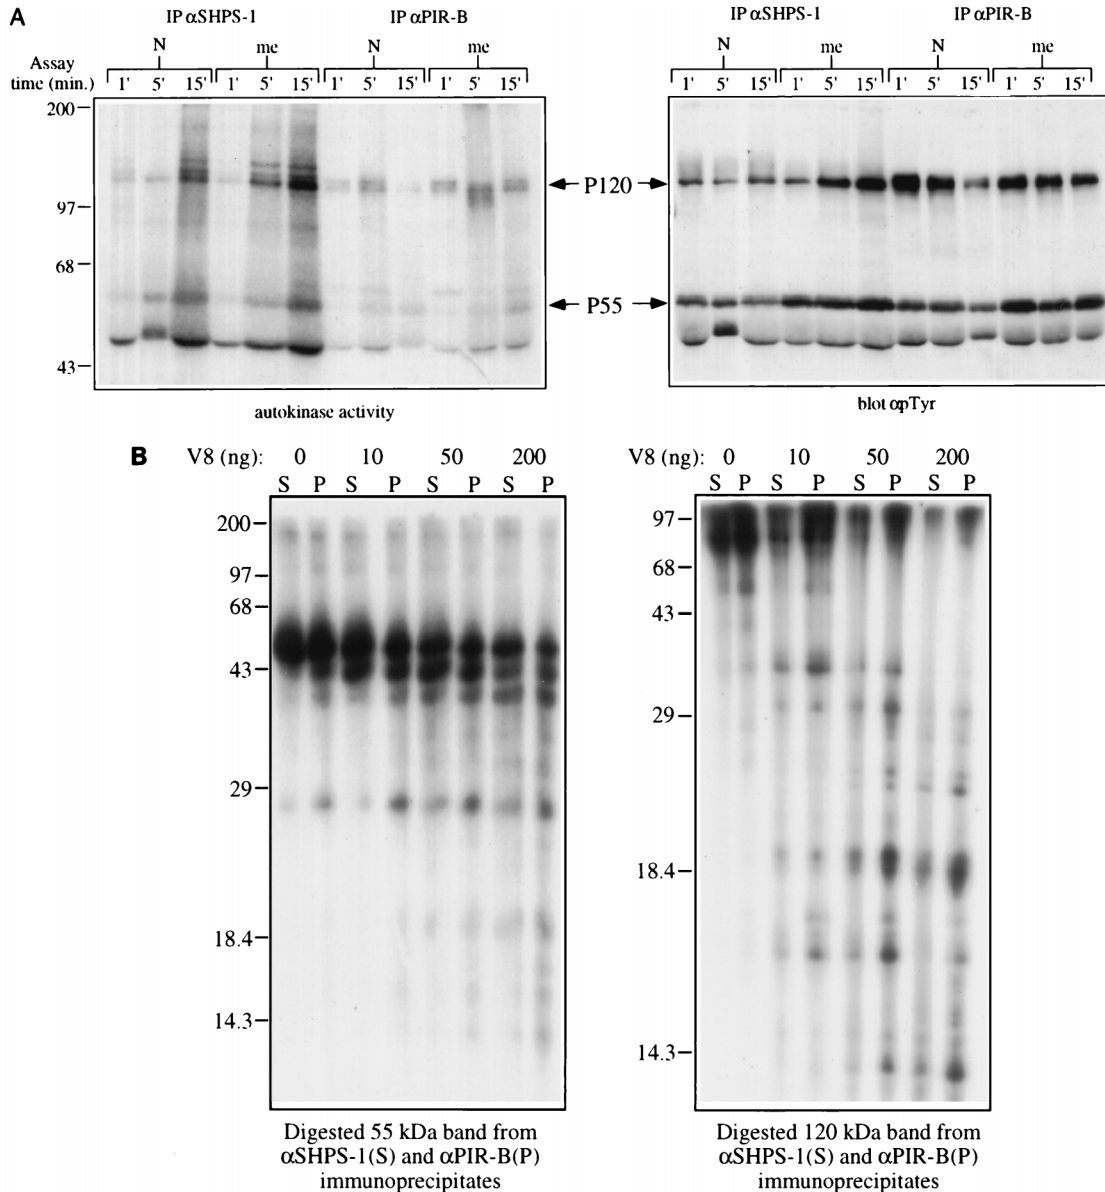 A
IP αSHPS-1 IP αPIR-B
N me N me
Assay time (min.)
1' 5' 15' 1' 5' 15' 1' 5' 15' 1' 5' 15'
200
97
68
43
autokinase activity
IP αSHPS-1 IP αPIR-B
N me N me
1' 5' 15' 1' 5' 15' 1' 5' 15' 1' 5' 15'
P120
P55
blot αpTyr
B
V8 (ng): 0 10 50 200
S P S P S P S P
200
97
68
43
29
18.4
14.3
Digested 55 kDa band from
αSHPS-1(S) and αPIR-B(P)
immunoprecipitates
V8 (ng): 0 10 50 200
S P S P S P S P
97
68
43
29
18.4
14.3
Digested 120 kDa band from
αSHPS-1(S) and αPIR-B(P)
immunoprecipitates